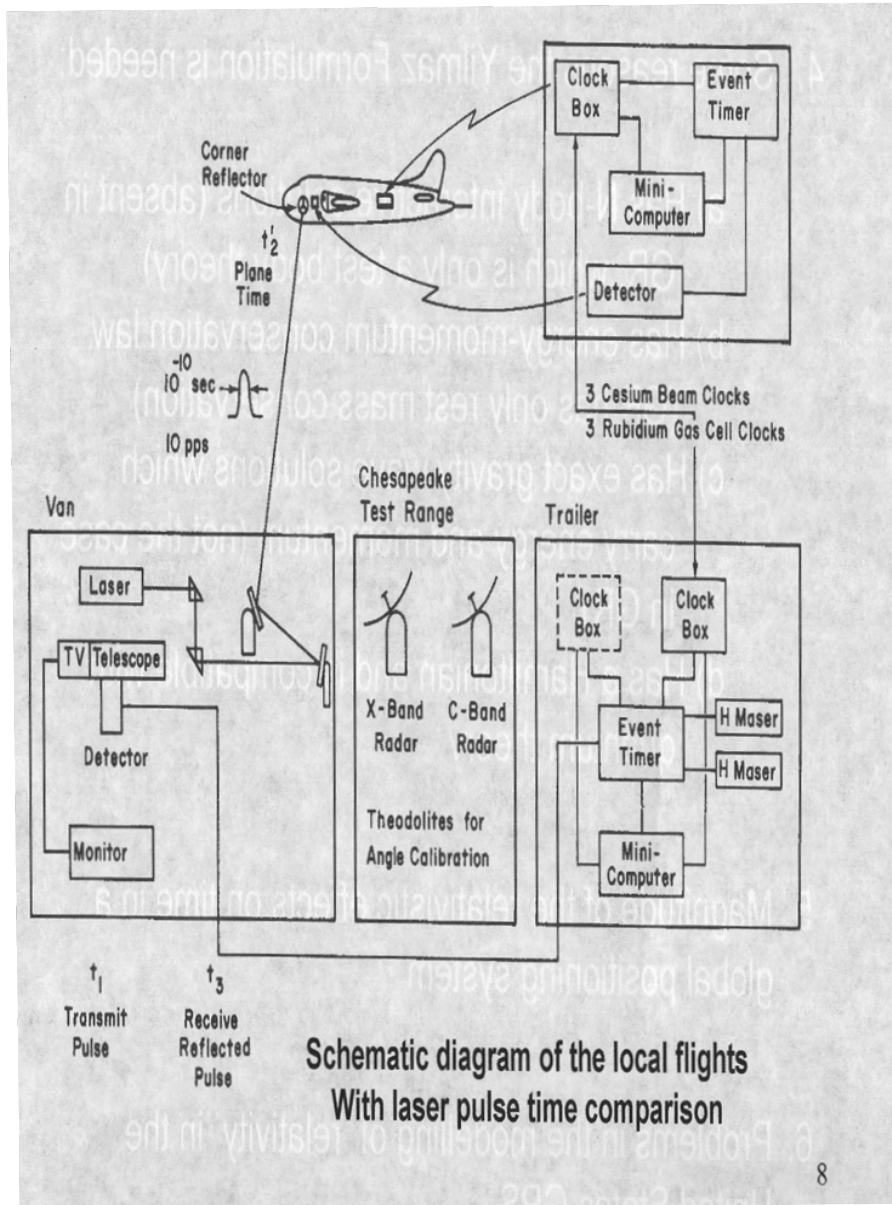 Clock
Box
Event
Timer
Mini-
Computer
Detector
Corner
Reflector
t'2
Plane
Time
10^-10 sec
10 pps
3 Cesium Beam Clocks
3 Rubidium Gas Cell Clocks
Van
Laser
TV Telescope
Detector
Monitor
Chesapeake
Test Range
X-Band
Radar
C-Band
Radar
Theodolites for
Angle Calibration
Trailer
Clock
Box
Clock
Box
Event
Timer
H Maser
H Maser
Mini-
Computer
t1
Transmit
Pulse
t3
Receive
Reflected
Pulse
Schematic diagram of the local flights
With laser pulse time comparison
8